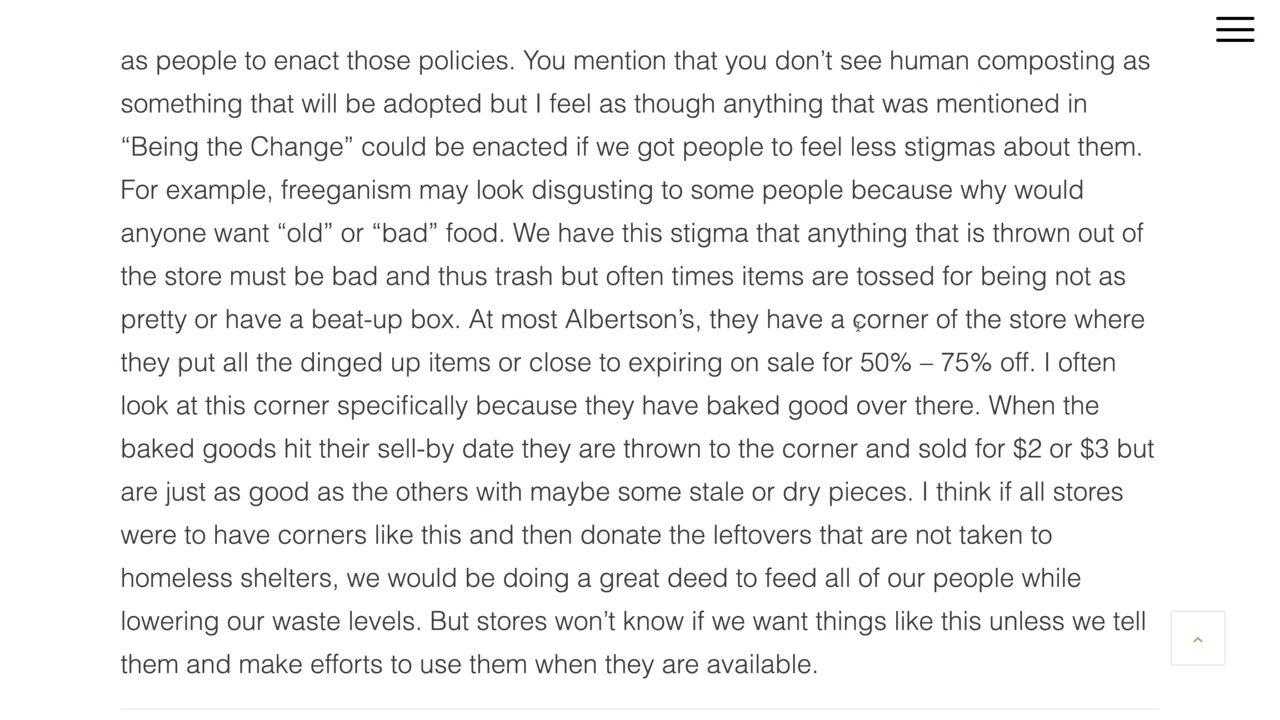 as people to enact those policies. You mention that you don’t see human composting as
something that will be adopted but I feel as though anything that was mentioned in
“Being the Change” could be enacted if we got people to feel less stigmas about them.
For example, freeganism may look disgusting to some people because why would
anyone want “old” or “bad” food. We have this stigma that anything that is thrown out of
the store must be bad and thus trash but often times items are tossed for being not as
pretty or have a beat-up box. At most Albertson’s, they have a corner of the store where
they put all the dinged up items or close to expiring on sale for 50% – 75% off. I often
look at this corner specifically because they have baked good over there. When the
baked goods hit their sell-by date they are thrown to the corner and sold for $2 or $3 but
are just as good as the others with maybe some stale or dry pieces. I think if all stores
were to have corners like this and then donate the leftovers that are not taken to
homeless shelters, we would be doing a great deed to feed all of our people while
lowering our waste levels. But stores won’t know if we want things like this unless we tell
them and make efforts to use them when they are available.